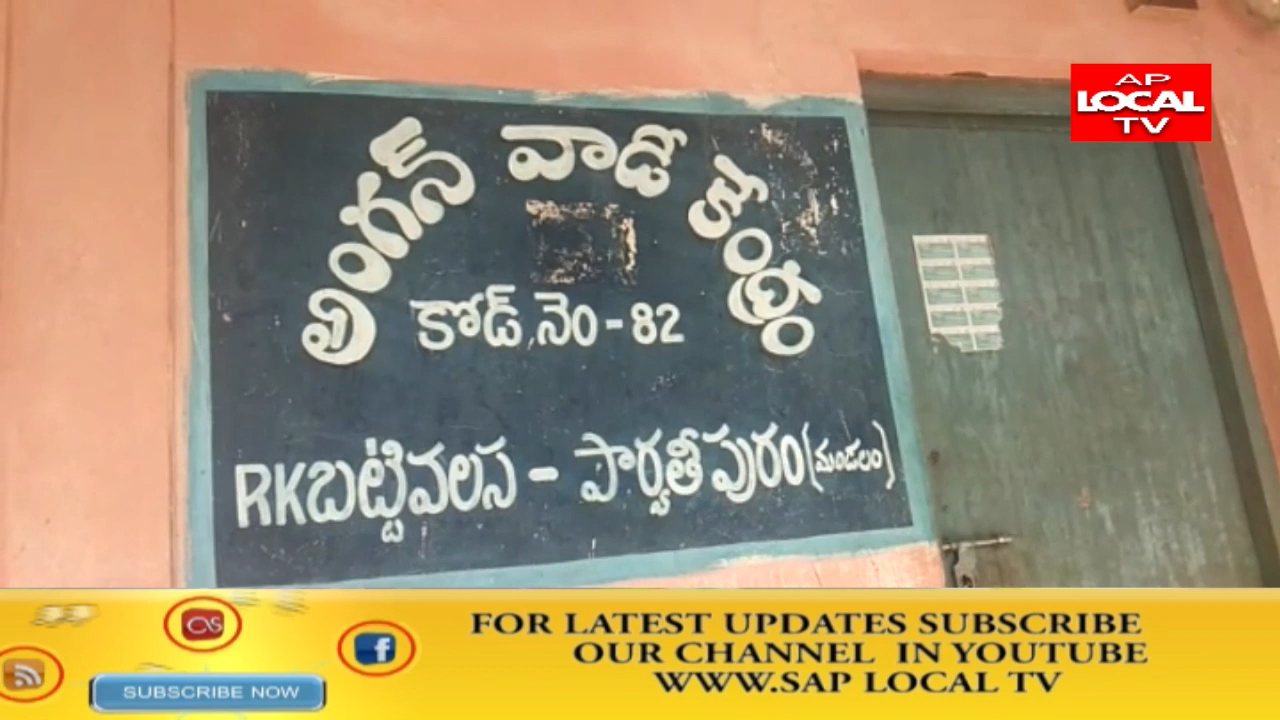 అంగన్ వాడి కేంద్రం
కోడ్ నెం-82
RKబట్టివలస - పార్వతీపురం (మండలం)
AP
LOCAL
TV
FOR LATEST UPDATES SUBSCRIBE
OUR CHANNEL IN YOUTUBE
WWW.SAP LOCAL TV
SUBSCRIBE NOW